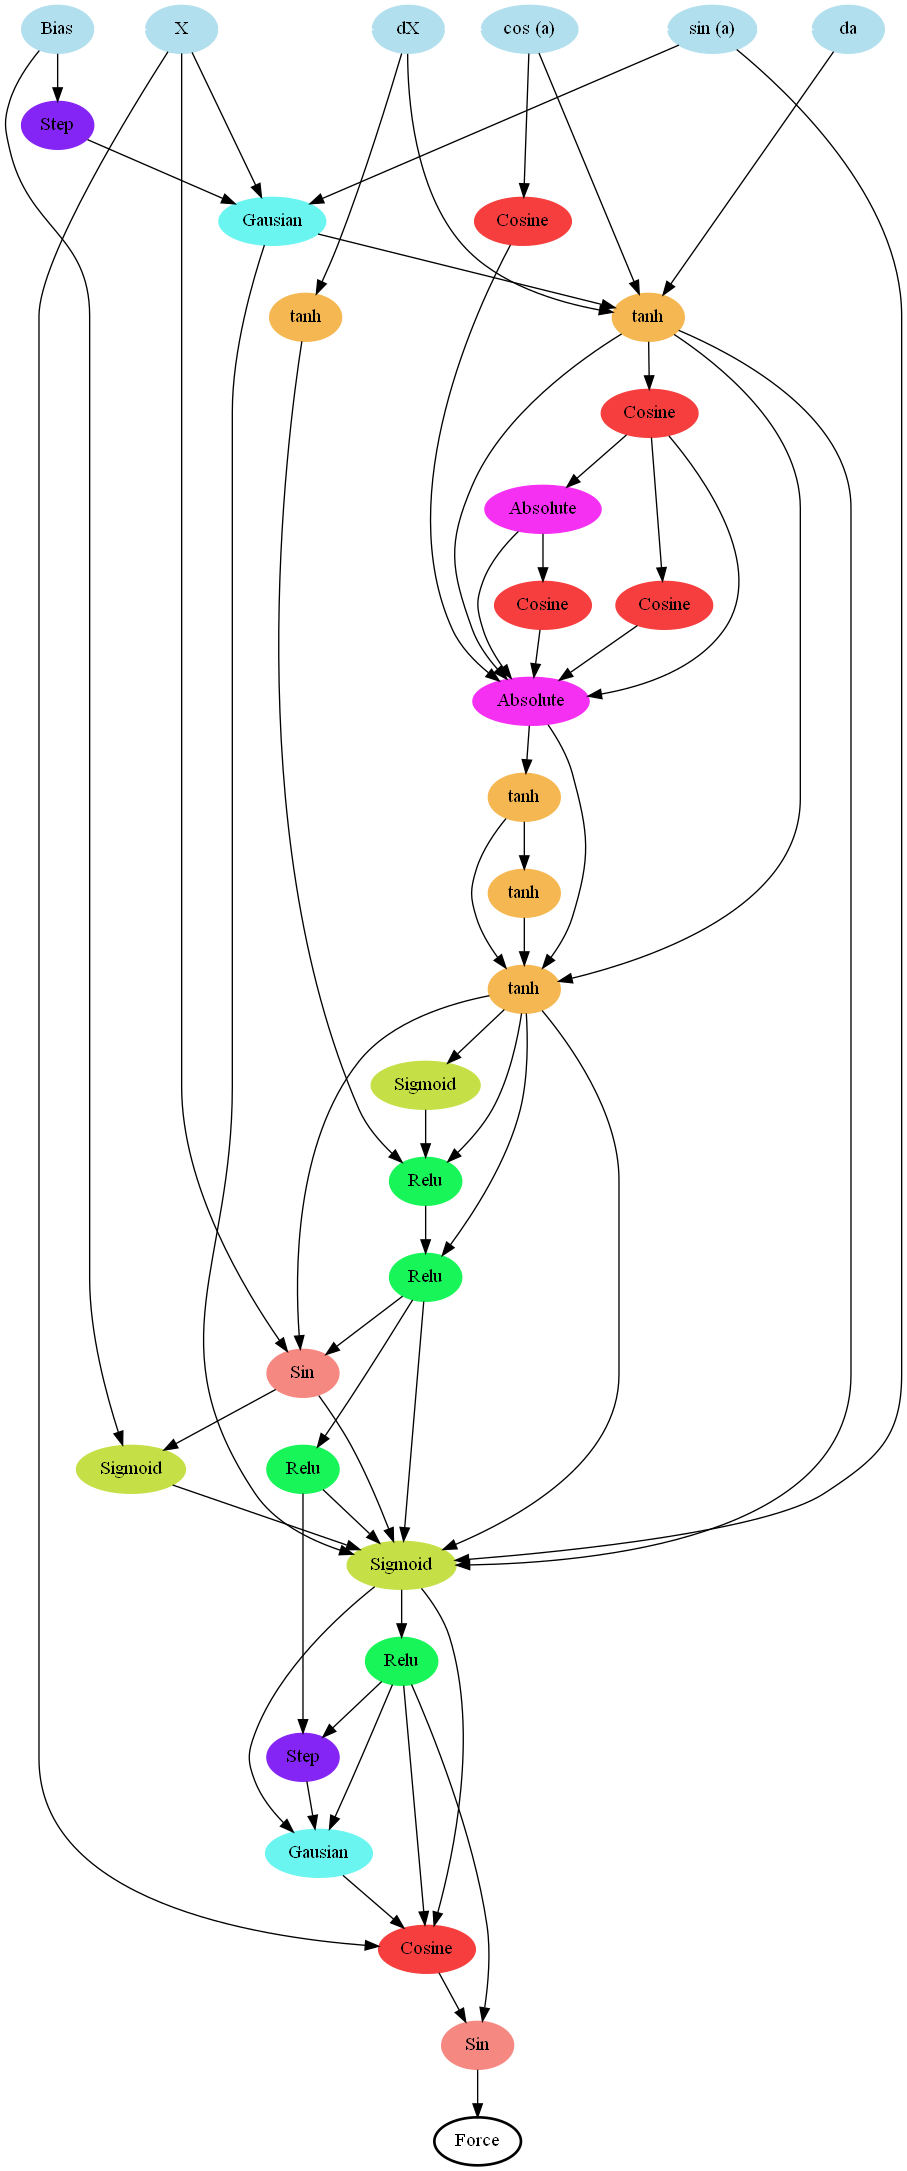 Bias
X
dX
cos (a)
sin (a)
da
Step
Gausian
Cosine
tanh
tanh
Cosine
Absolute
Cosine
Cosine
Absolute
tanh
tanh
tanh
Sigmoid
Relu
Relu
Sin
Sigmoid
Relu
Sigmoid
Relu
Step
Gausian
Cosine
Sin
Force